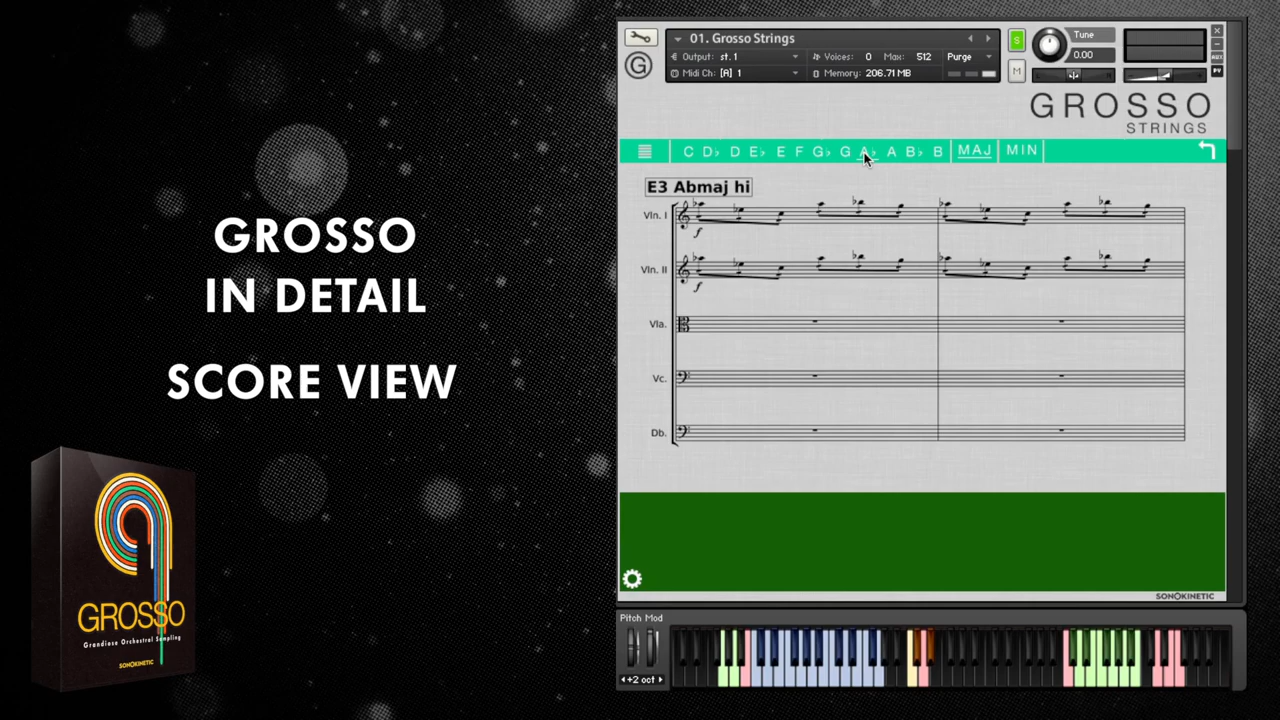 GROSSO
IN DETAIL
SCORE VIEW
GROSSO
Grandiose Orchestral Sampling
SONOKINETIC
01. Grosso Strings
Output: st. 1
Voices: 0 Max: 512
Purge
Midi Ch: [A] 1
Memory: 206.71 MB
S
M
Tune
0.00
AUX
PV
GROSSO
STRINGS
C D♭ D E♭ E F G♭ G A♭ A B♭ B MAJ MIN
E3 Abmaj hi
Vln. I
f
Vln. II
f
Vla.
Vc.
Db.
SONOKINETIC
Pitch Mod
+2 oct